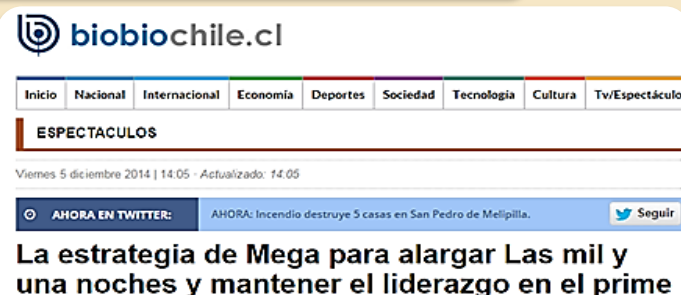 biobiochile.cl
Inicio Nacional Internacional Economía Deportes Sociedad Tecnología Cultura Tv/Espectáculo
ESPECTACULOS
Viernes 5 diciembre 2014 | 14:05 · Actualizado: 14:05
AHORA EN TWITTER: AHORA: Incendio destruye 5 casas en San Pedro de Melipilla. Seguir
La estrategia de Mega para alargar Las mil y
una noches y mantener el liderazgo en el prime